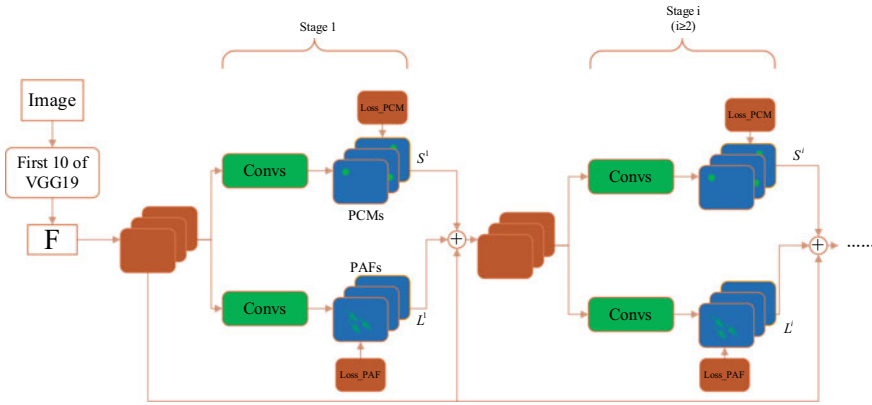 Stage 1
Stage i
(i≥2)
Image
First 10 of
VGG19
F
Loss_PCM
Convs
S¹
PCMs
PAFs
Convs
L¹
Loss_PAF
+
Loss_PCM
Convs
Sⁱ
Convs
Lⁱ
Loss_PAF
+
......